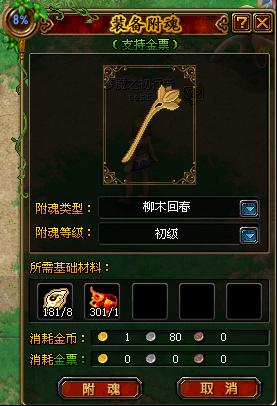 8%
装备附魂
(支持金票)
附魂类型: 柳木回春
附魂等级: 初级
所需基础材料:
181/8 301/1
消耗金币: 1 80 0
消耗金票: 0 0 0
附 魂 取 消